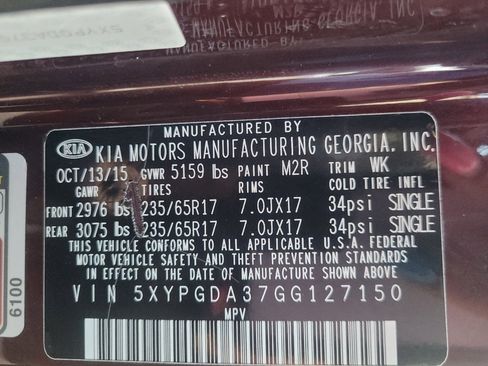 MANUFACTURED BY
KIA KIA MOTORS MANUFACTURING GEORGIA. INC.
OCT/13/15 GVWR 5159 lbs PAINT M2R TRIM WK
GAWR TIRES RIMS COLD TIRE INFL
FRONT 2976 lbs 235/65R17 7.0JX17 34psi SINGLE
REAR 3075 lbs 235/65R17 7.0JX17 34psi SINGLE
THIS VEHICLE CONFORMS TO ALL APPLICABLE U.S.A. FEDERAL
MOTOR VEHICLE SAFETY AND THEFT PREVENTION STANDARDS
IN EFFECT ON THE DATE OF MANUFACTURE SHOWN ABOVE.
VIN 5XYPGDA37GG127150
MPV
6100